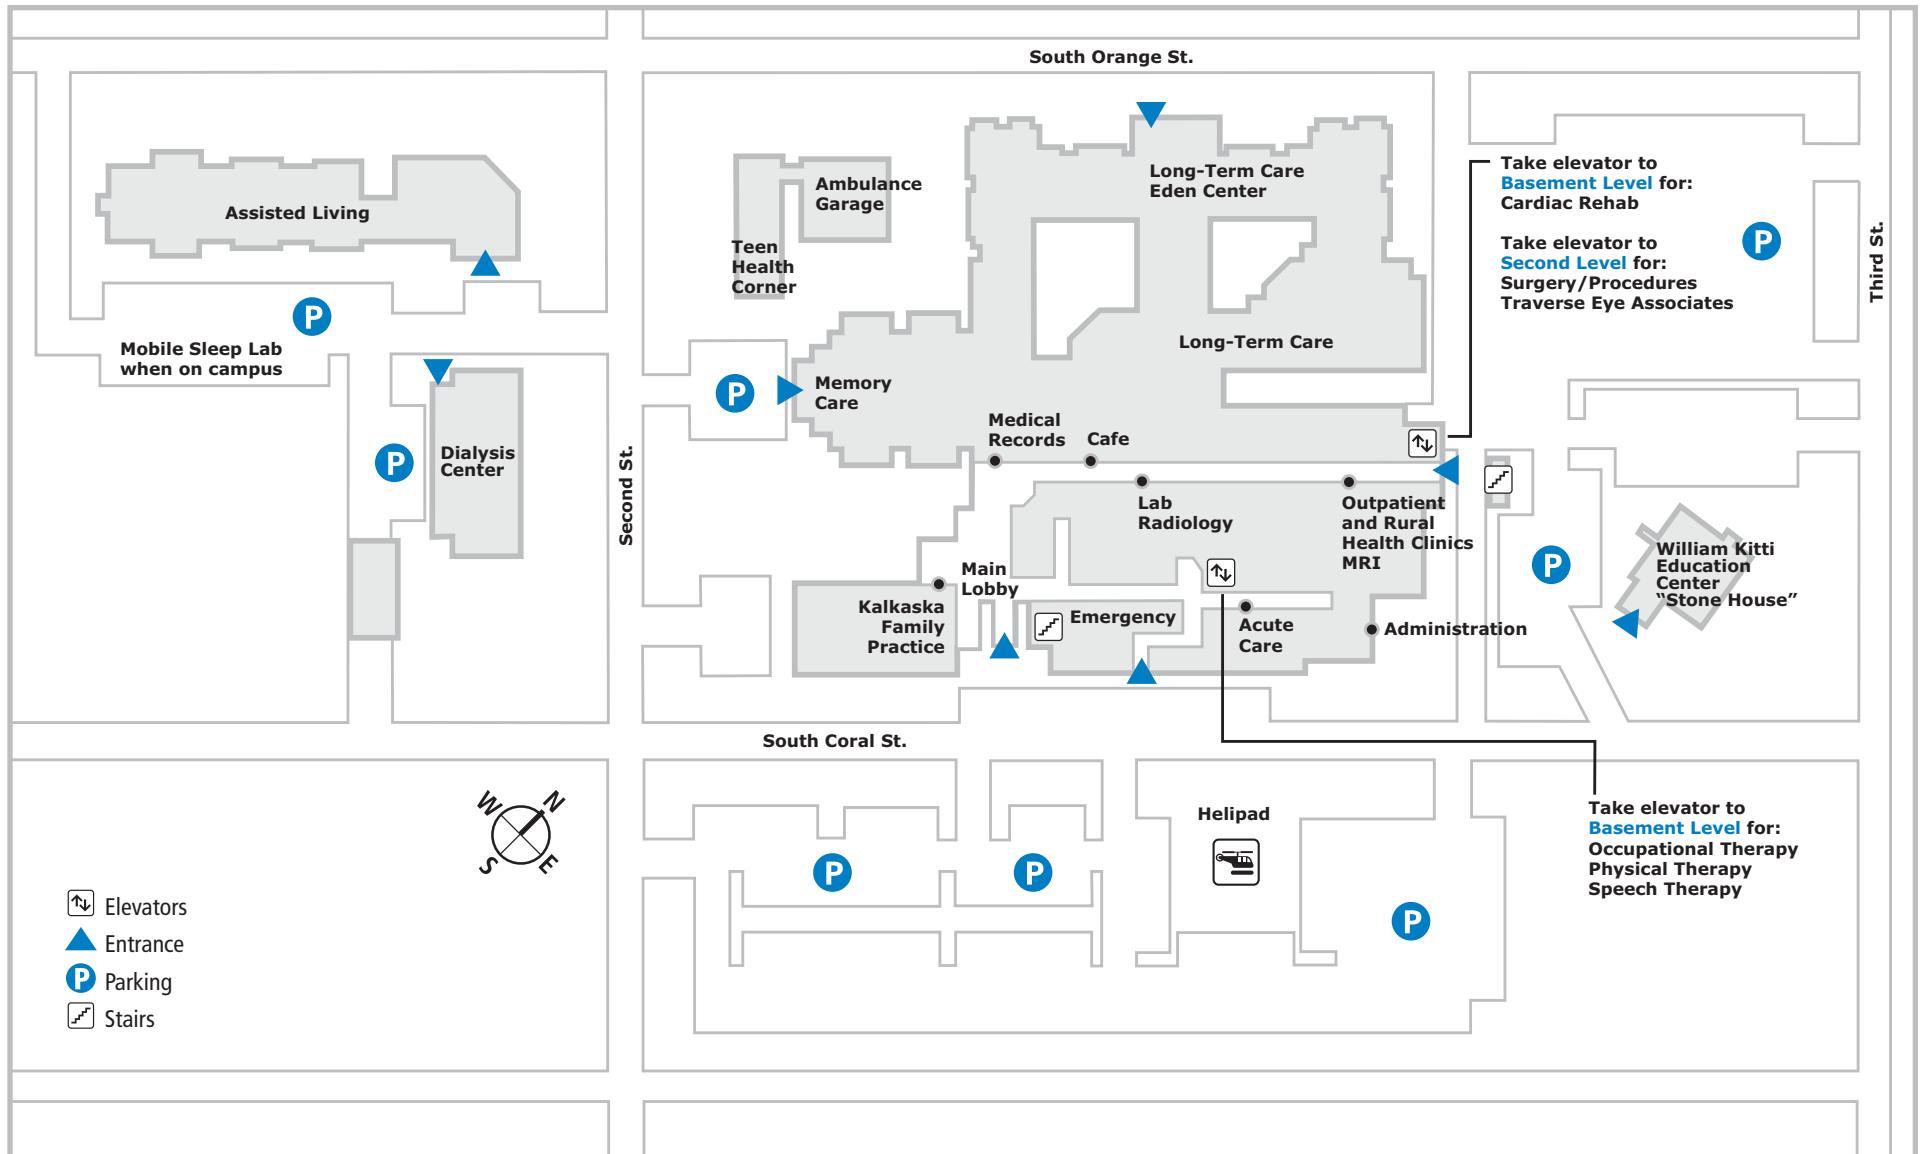 South Orange St.
Long-Term Care
Eden Center
Ambulance
Garage
Teen
Health
Corner
Assisted Living
Take elevator to
Basement Level for:
Cardiac Rehab
Take elevator to
Second Level for:
Surgery/Procedures
Traverse Eye Associates
P
Third St.
P
Mobile Sleep Lab
when on campus
Long-Term Care
P
Memory
Care
Medical
Records
Cafe
P
Dialysis
Center
Second St.
Lab
Radiology
Outpatient
and Rural
Health Clinics
MRI
P
William Kitti
Education
Center
“Stone House”
Main
Lobby
Kalkaska
Family
Practice
Emergency
Acute
Care
Administration
South Coral St.
W
N
S
E
Helipad
P
P
P
Take elevator to
Basement Level for:
Occupational Therapy
Physical Therapy
Speech Therapy
Elevators
Entrance
P Parking
Stairs